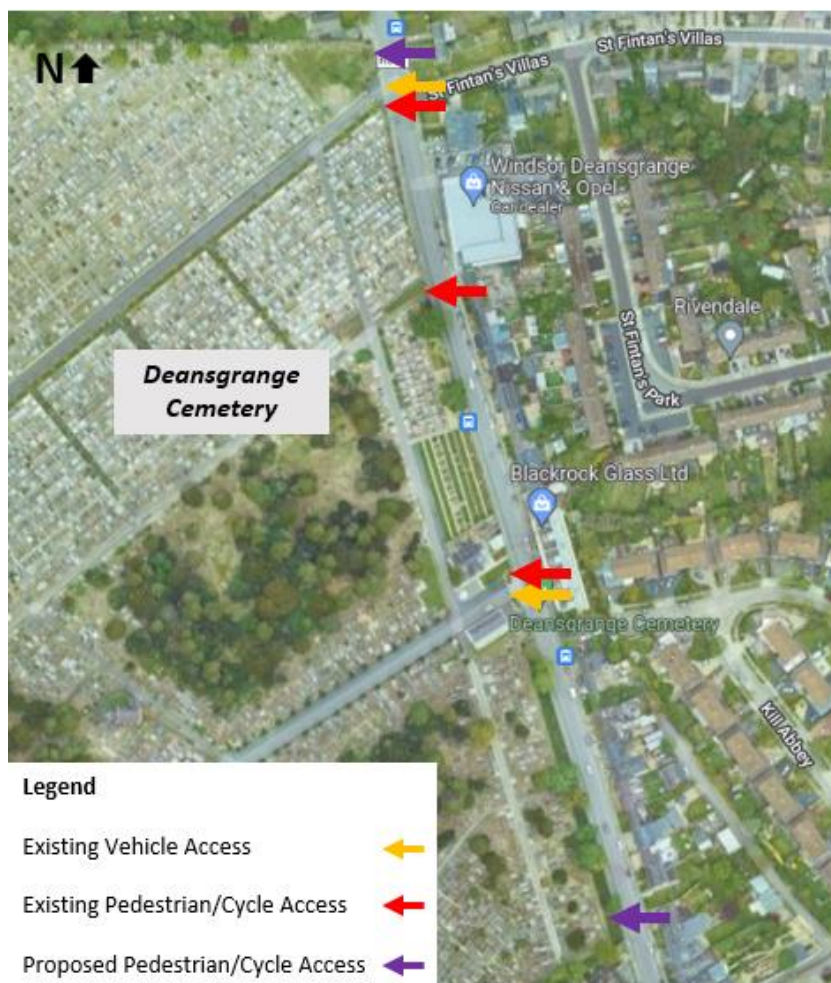 N
St Fintan's Villas
St Fintan's Villas
Windsor Deansgrange
Nissan & Opel
Car dealer
Rivendale
St Fintan's Park
Deansgrange
Cemetery
Blackrock Glass Ltd
Deansgrange Cemetery
Kill Abbey
Legend
Existing Vehicle Access
Existing Pedestrian/Cycle Access
Proposed Pedestrian/Cycle Access